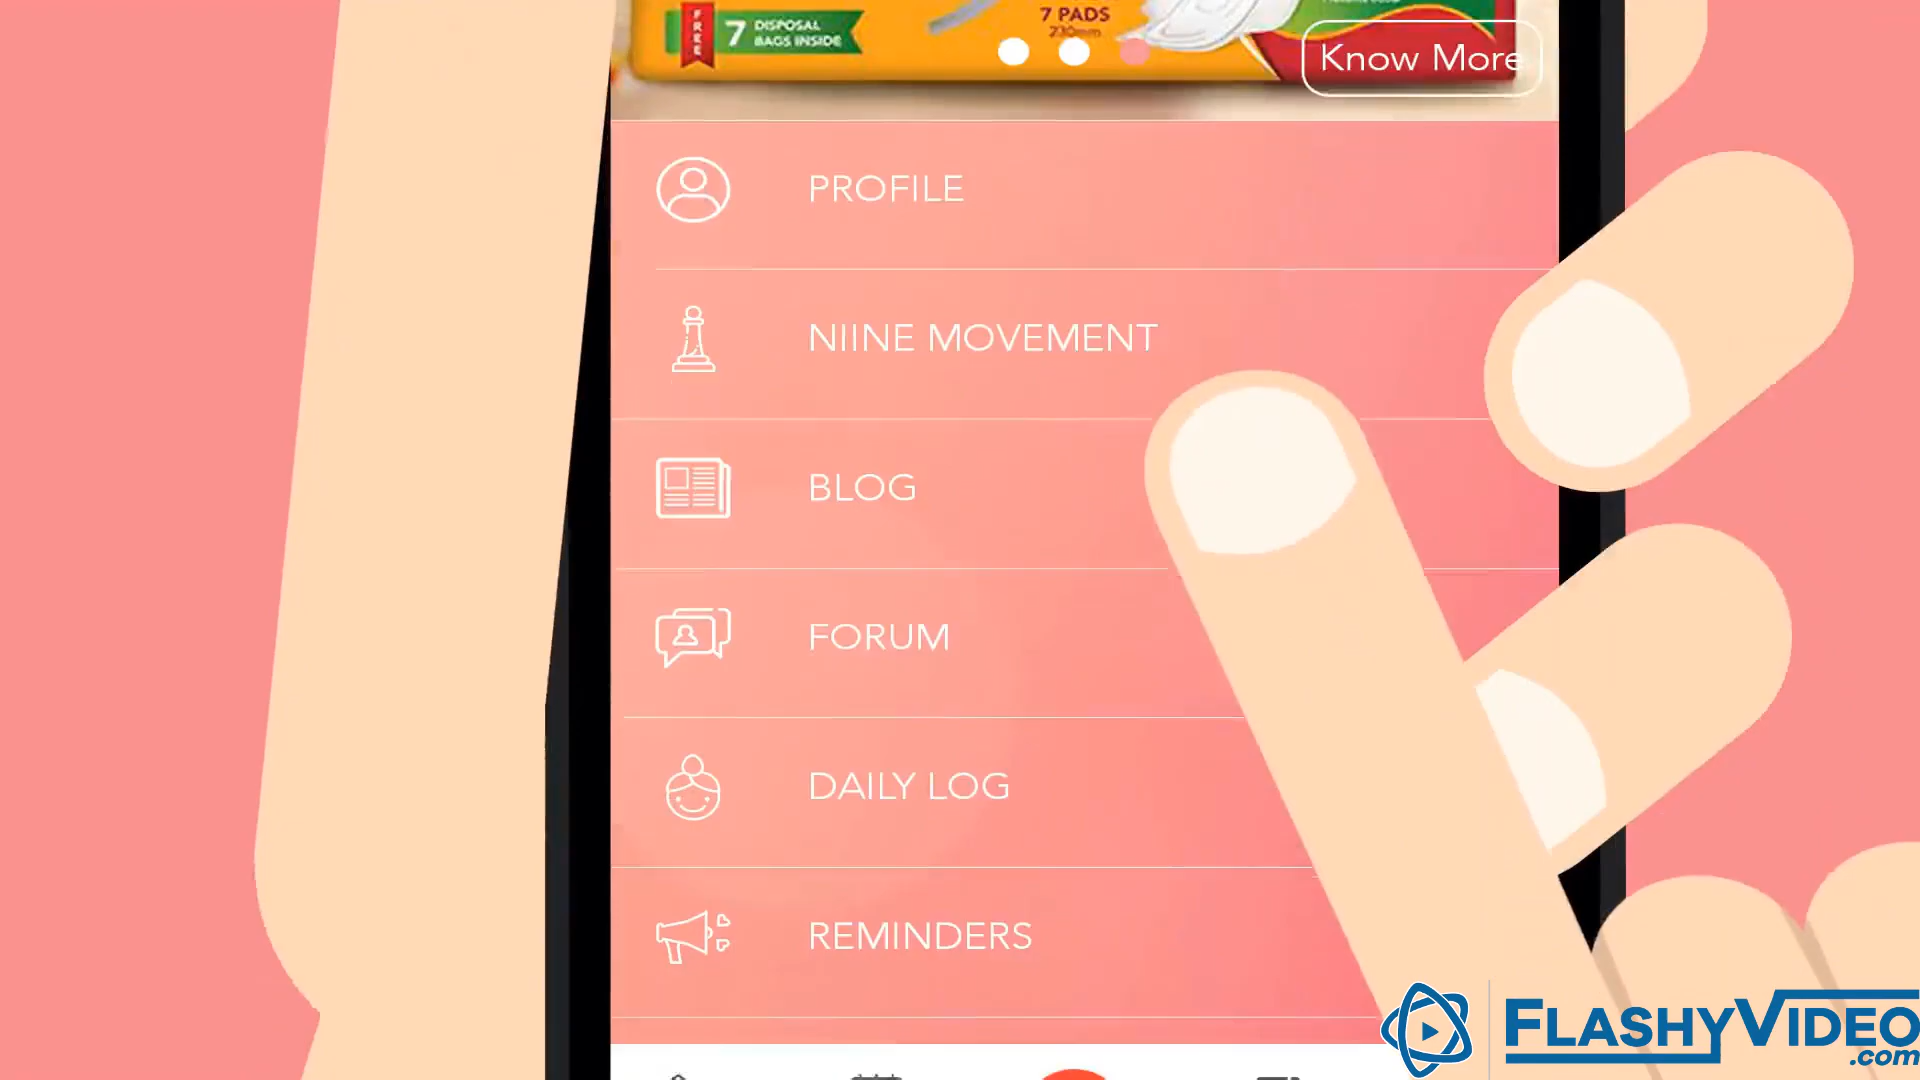 FREE
7 DISPOSAL
BAGS INSIDE
7 PADS
230mm
Know More
PROFILE
NIINE MOVEMENT
BLOG
FORUM
DAILY LOG
REMINDERS
FLASHYVIDEO
.com